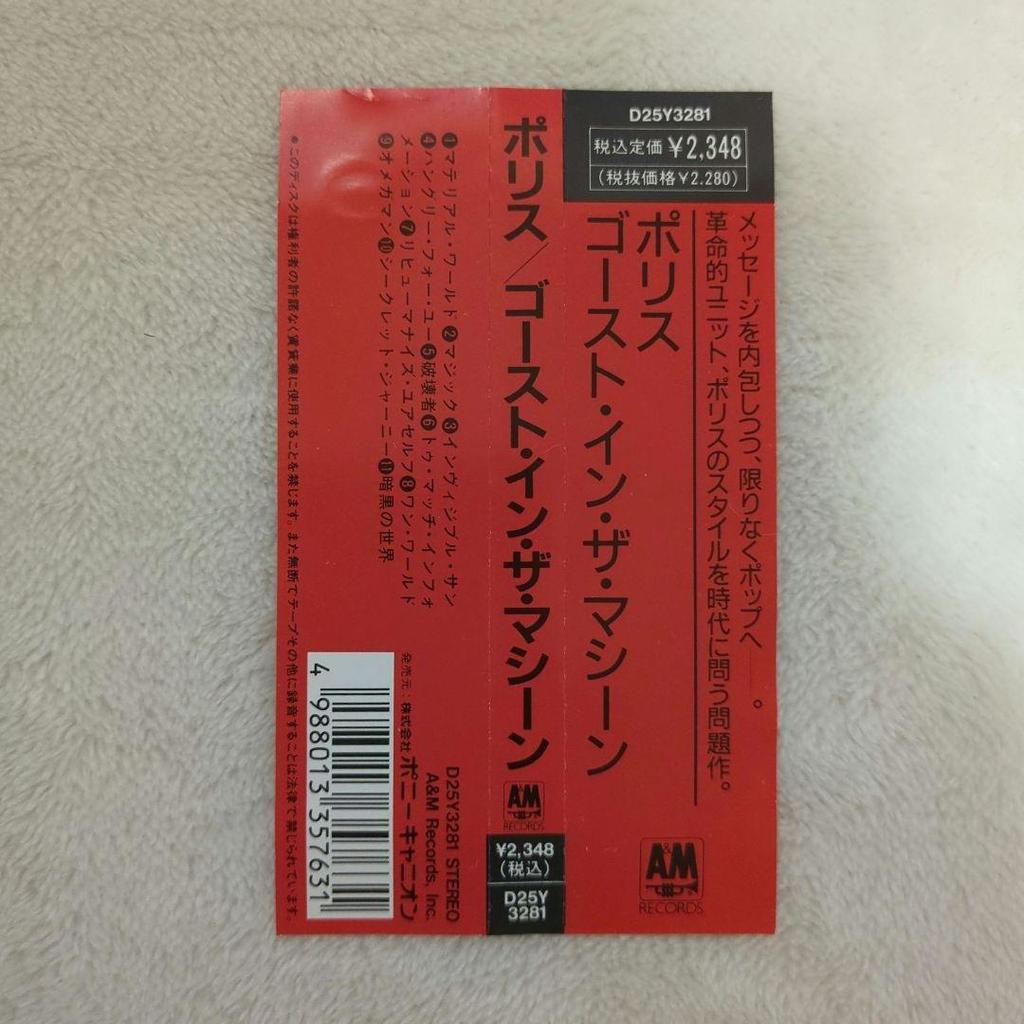 D25Y3281
税込定価 ¥2,348
(税抜価格¥2.280)
メッセージを内包しつつ、限りなくポップへ――。
革命的ユニット、ポリスのスタイルを時代に問う問題作。
ポリス
ゴースト・イン・ザ・マシーン
A&M
RECORDS
ポリス／ゴースト・イン・ザ・マシーン
A&M
RECORDS
¥2,348
(税込)
D25Y
3281
❶マテリアル・ワールド❷マジック❸インヴィジブル・サン
❹ハングリー・フォー・ユー❺破壊者❻トゥ・マッチ・インフォ
メーション❼リヒューマナイズ・ユアセルフ❽ワン・ワールド
❾オメガマン❿シークレット・ジャーニー⓫暗黒の世界
D25Y3281 STEREO
A&M Records, Inc.
発売元：株式会社ポニーキャニオン
4 988013 357631
●このディスクは権利者の許諾なく賃貸業に使用することを禁じます。また無断でテープその他に録音することは法律で禁じられています。